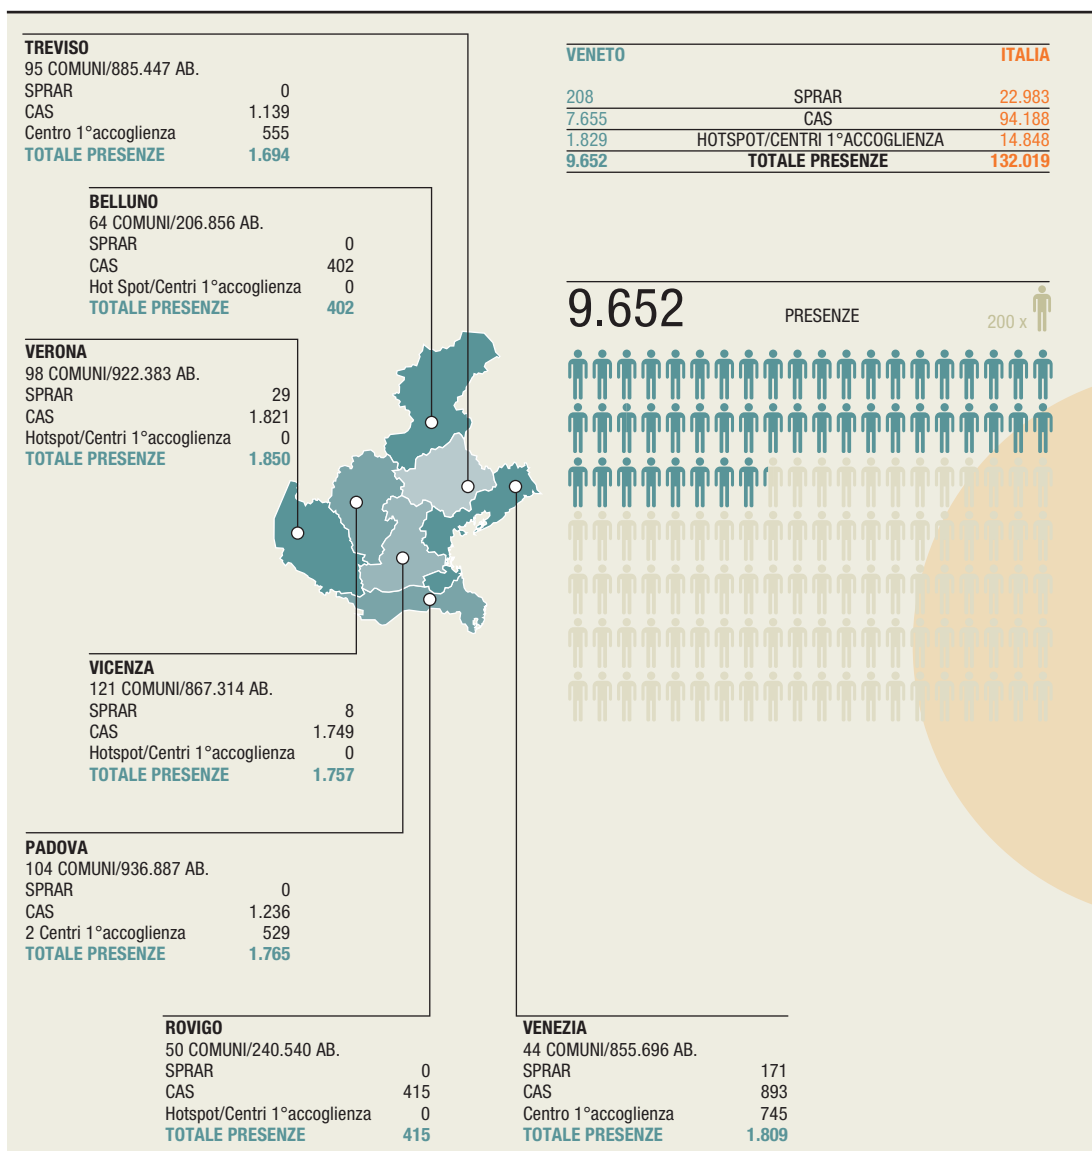 TREVISO
95 COMUNI/885.447 AB.
SPRAR 0
CAS 1.139
Centro 1°accoglienza 555
TOTALE PRESENZE 1.694
VENETO ITALIA
208 SPRAR 22.983
7.655 CAS 94.188
1.829 HOTSPOT/CENTRI 1°ACCOGLIENZA 14.848
9.652 TOTALE PRESENZE 132.019
BELLUNO
64 COMUNI/206.856 AB.
SPRAR 0
CAS 402
Hot Spot/Centri 1°accoglienza 0
TOTALE PRESENZE 402
9.652 PRESENZE 200 x
VERONA
98 COMUNI/922.383 AB.
SPRAR 29
CAS 1.821
Hotspot/Centri 1°accoglienza 0
TOTALE PRESENZE 1.850
VICENZA
121 COMUNI/867.314 AB.
SPRAR 8
CAS 1.749
Hotspot/Centri 1°accoglienza 0
TOTALE PRESENZE 1.757
PADOVA
104 COMUNI/936.887 AB.
SPRAR 0
CAS 1.236
2 Centri 1°accoglienza 529
TOTALE PRESENZE 1.765
ROVIGO
50 COMUNI/240.540 AB.
SPRAR 0
CAS 415
Hotspot/Centri 1°accoglienza 0
TOTALE PRESENZE 415
VENEZIA
44 COMUNI/855.696 AB.
SPRAR 171
CAS 893
Centro 1°accoglienza 745
TOTALE PRESENZE 1.809